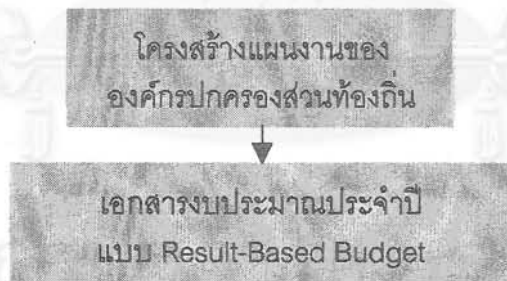 โครงสร้างแผนงานของ
องค์กรปกครองส่วนท้องถิ่น
เอกสารงบประมาณประจำปี
แบบ Result-Based Budget